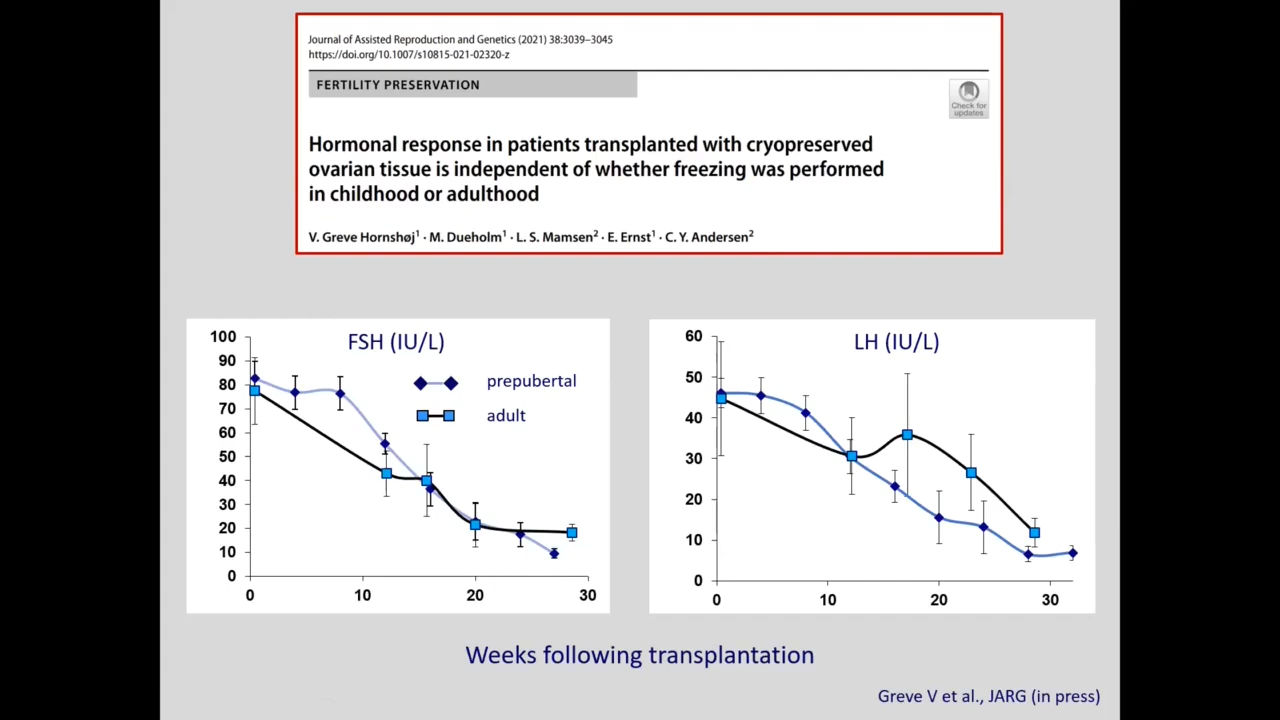 Journal of Assisted Reproduction and Genetics (2021) 38:3039–3045
https://doi.org/10.1007/s10815-021-02320-z
FERTILITY PRESERVATION
Check for
updates
Hormonal response in patients transplanted with cryopreserved
ovarian tissue is independent of whether freezing was performed
in childhood or adulthood
V. Greve Hornshøj¹ · M. Dueholm¹ · L. S. Mamsen² · E. Ernst¹ · C. Y. Andersen²
FSH (IU/L)
prepubertal
adult
100
90
80
70
60
50
40
30
20
10
0
0 10 20 30
LH (IU/L)
60
50
40
30
20
10
0
0 10 20 30
Weeks following transplantation
Greve V et al., JARG (in press)